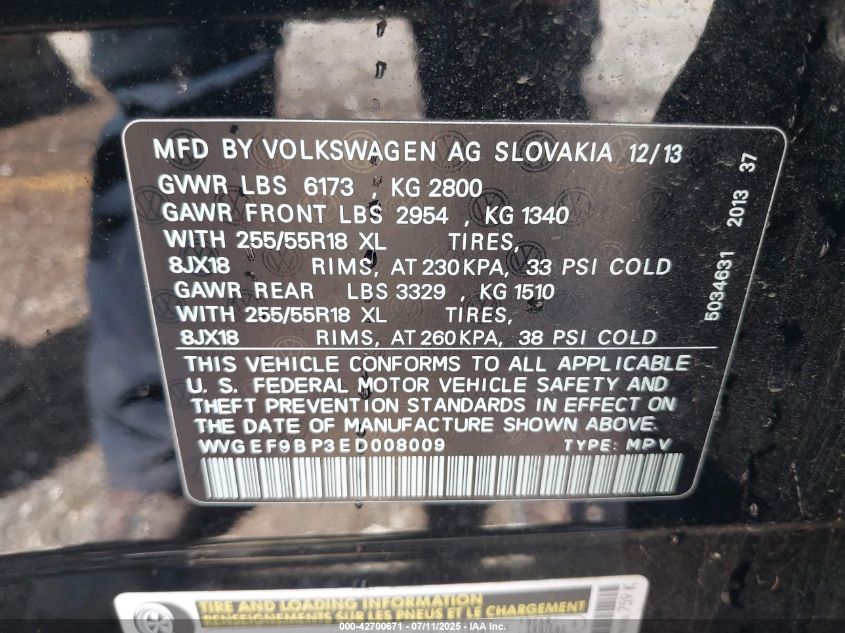 MFD BY VOLKSWAGEN AG SLOVAKIA 12/13
GVWR LBS 6173 , KG 2800
GAWR FRONT LBS 2954 , KG 1340
WITH 255/55R18 XL TIRES,
8JX18 RIMS, AT 230KPA, 33 PSI COLD
GAWR REAR LBS 3329 , KG 1510
WITH 255/55R18 XL TIRES,
8JX18 RIMS, AT 260KPA, 38 PSI COLD
THIS VEHICLE CONFORMS TO ALL APPLICABLE
U. S. FEDERAL MOTOR VEHICLE SAFETY AND
THEFT PREVENTION STANDARDS IN EFFECT ON
THE DATE OF MANUFACTURE SHOWN ABOVE.
WVGEF9BP3ED008009 TYPE: MPV
5034631 2013 37
TIRE AND LOADING INFORMATION
RENSEIGNEMENTS SUR LES PNEUS ET LE CHARGEMENT
759 K
000-42700671 - 07/11/2025 - IAA Inc.